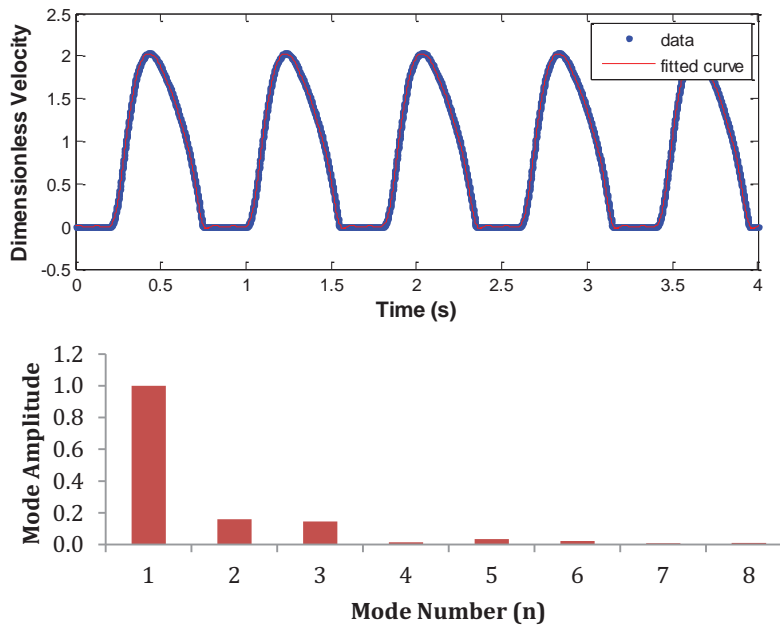 2.5
2
1.5
1
0.5
0
-0.5
Dimensionless Velocity
data
fitted curve
0 0.5 1 1.5 2 2.5 3 3.5 4
Time (s)
1.2
1.0
0.8
0.6
0.4
0.2
0.0
Mode Amplitude
1 2 3 4 5 6 7 8
Mode Number (n)